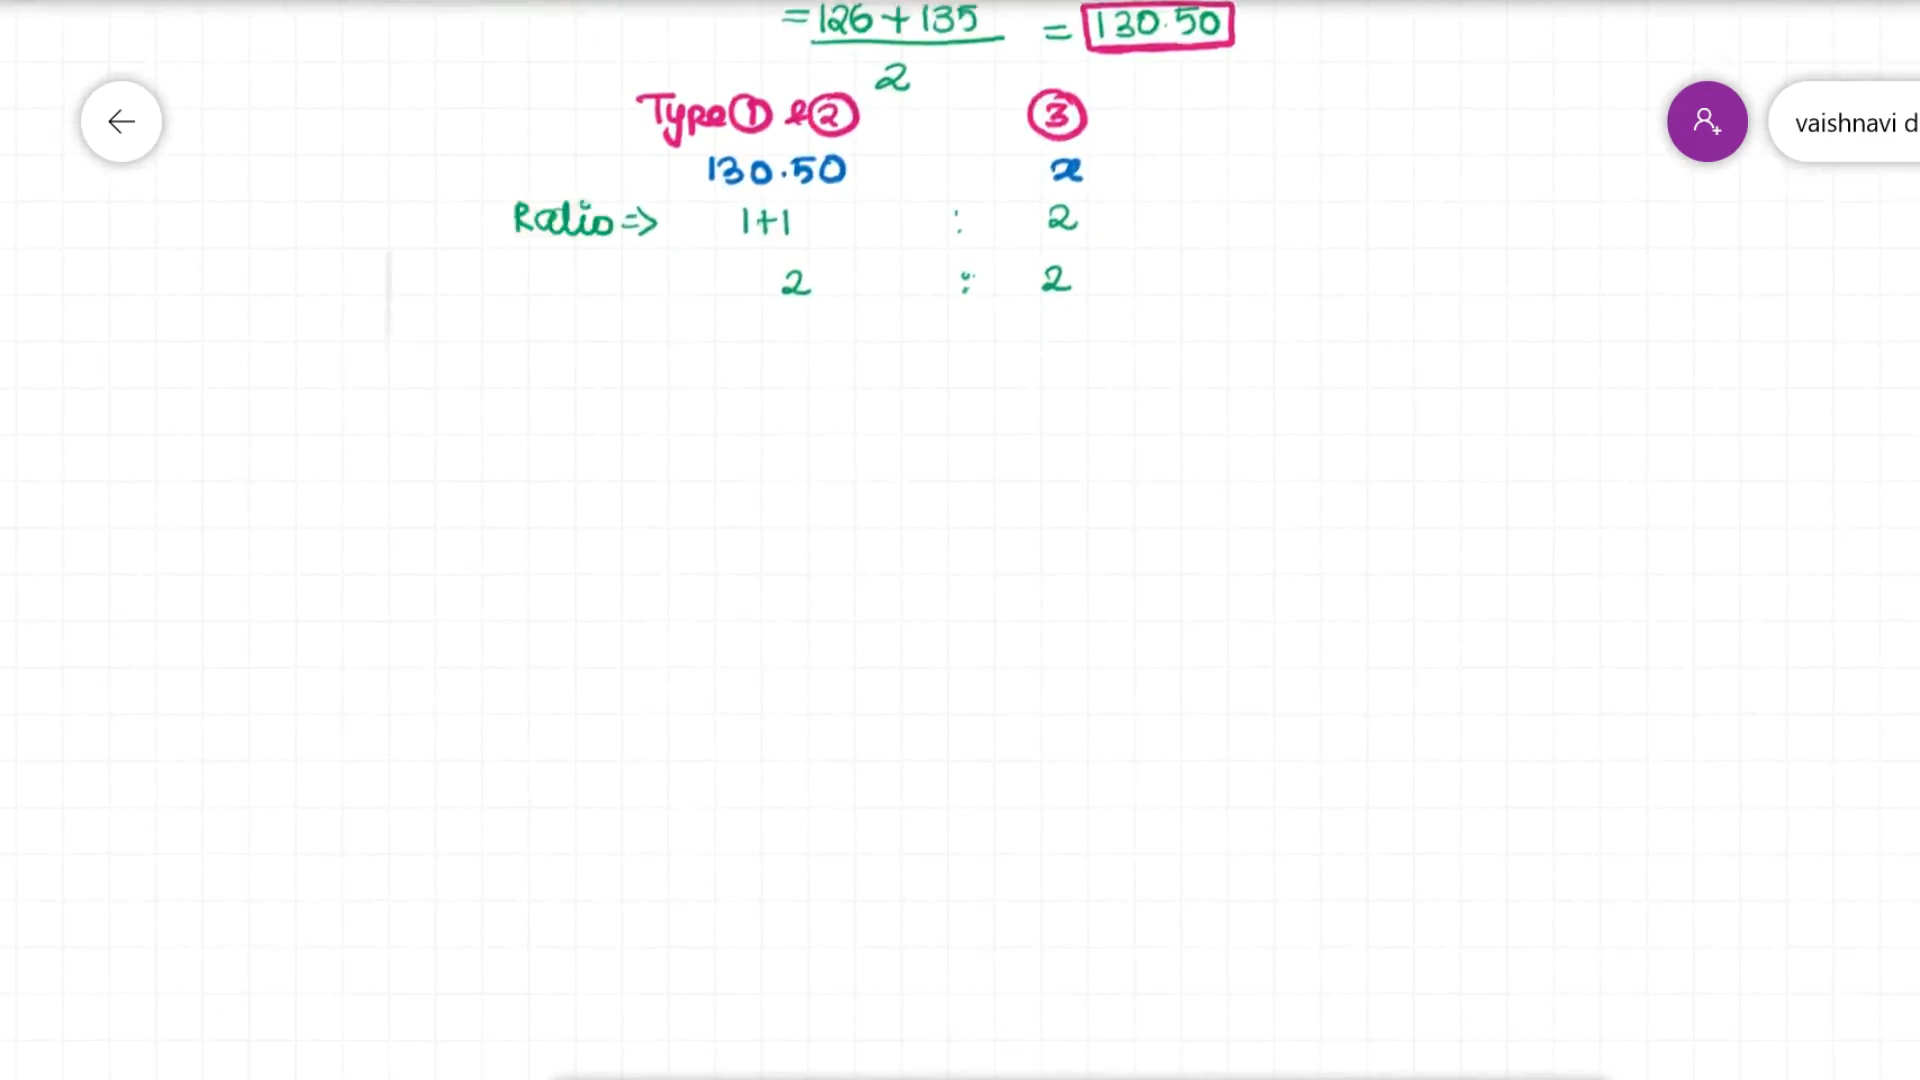 = 126 + 135 = 130.50
2
Type ① & ② ③
130.50 x
Ratio => 1+1 : 2
2 : 2
vaishnavi d